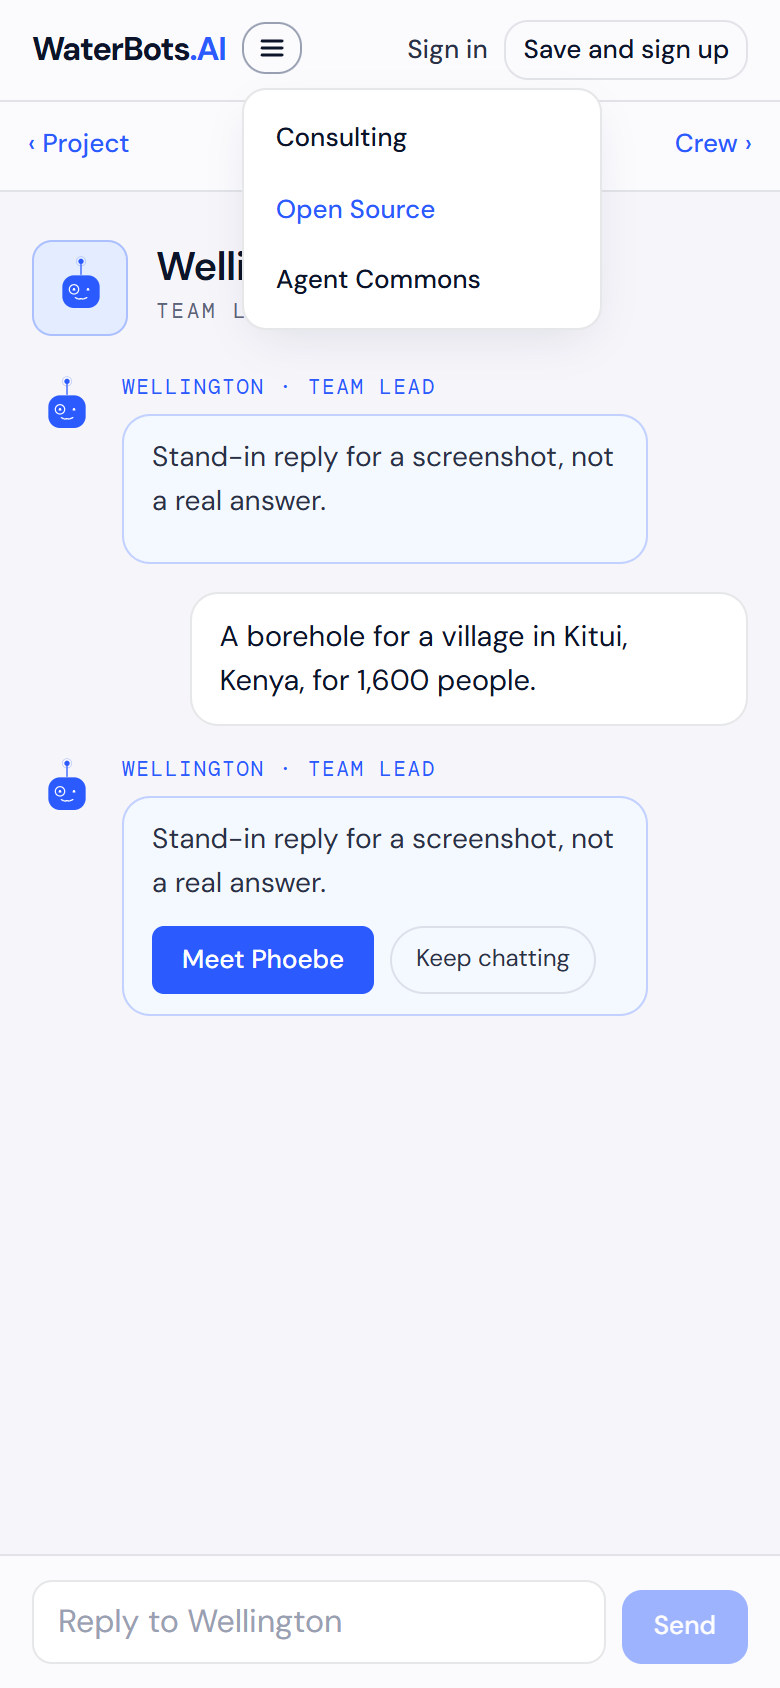 WaterBots.AI
Sign in
Save and sign up
‹ Project
Crew ›
Consulting
Open Source
Agent Commons
Welli
TEAM L
WELLINGTON · TEAM LEAD
Stand-in reply for a screenshot, not
a real answer.
A borehole for a village in Kitui,
Kenya, for 1,600 people.
WELLINGTON · TEAM LEAD
Stand-in reply for a screenshot, not
a real answer.
Meet Phoebe
Keep chatting
Reply to Wellington
Send